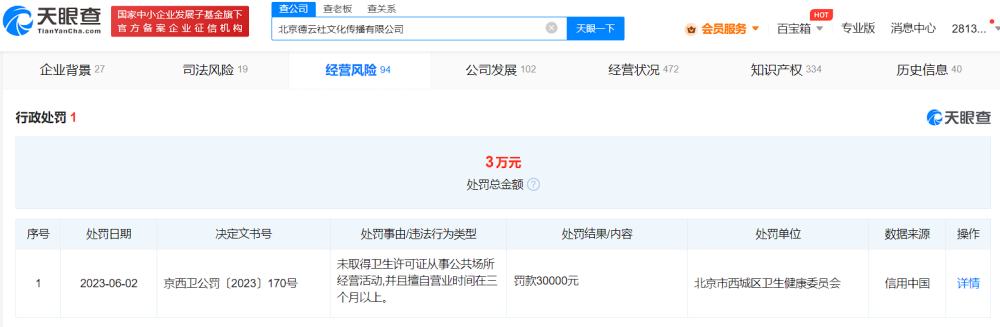 天眼查
TianYanCha.com
国家中小企业发展子基金旗下
官方备案企业征信机构
查公司 查老板 查关系
北京德云社文化传播有限公司
天眼一下
会员服务 百宝箱 HOT 专业版 消息中心 2813...
企业背景 27 司法风险 19 经营风险 94 公司发展 102 经营状况 472 知识产权 334 历史信息 40
行政处罚 1
天眼查
3万元
处罚总金额 ?
序号 处罚日期 决定文书号 处罚事由/违法行为类型 处罚结果/内容 处罚单位 数据来源 操作
1 2023-06-02 京西卫公罚〔2023〕170号 未取得卫生许可证从事公共场所
经营活动,并且擅自营业时间在三
个月以上。
罚款30000元 北京市西城区卫生健康委员会 信用中国 详情